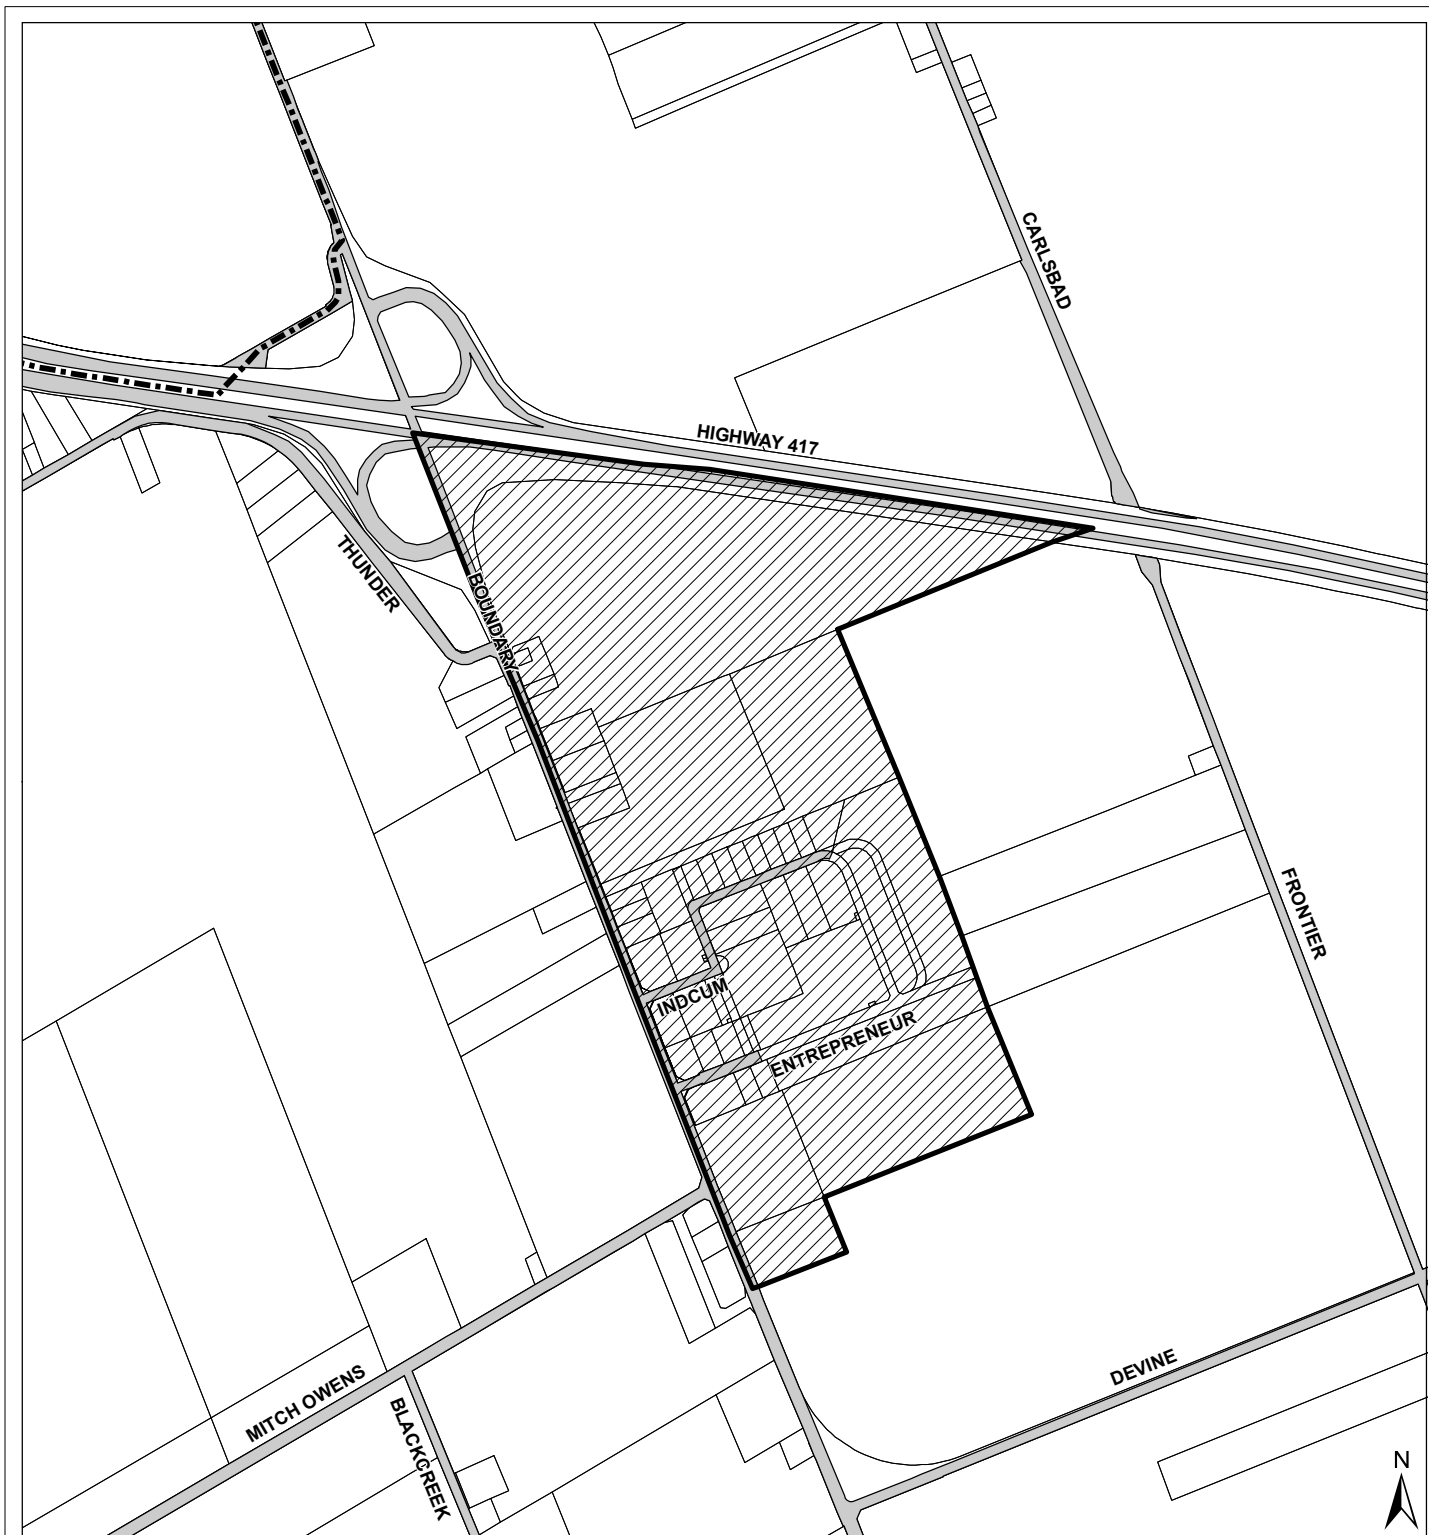 CARLSBAD
HIGHWAY 417
THUNDER
BOUNDARY
FRONTIER
INDCUM
ENTREPRENEUR
DEVINE
MITCH OWENS
BLACKCREEK
N